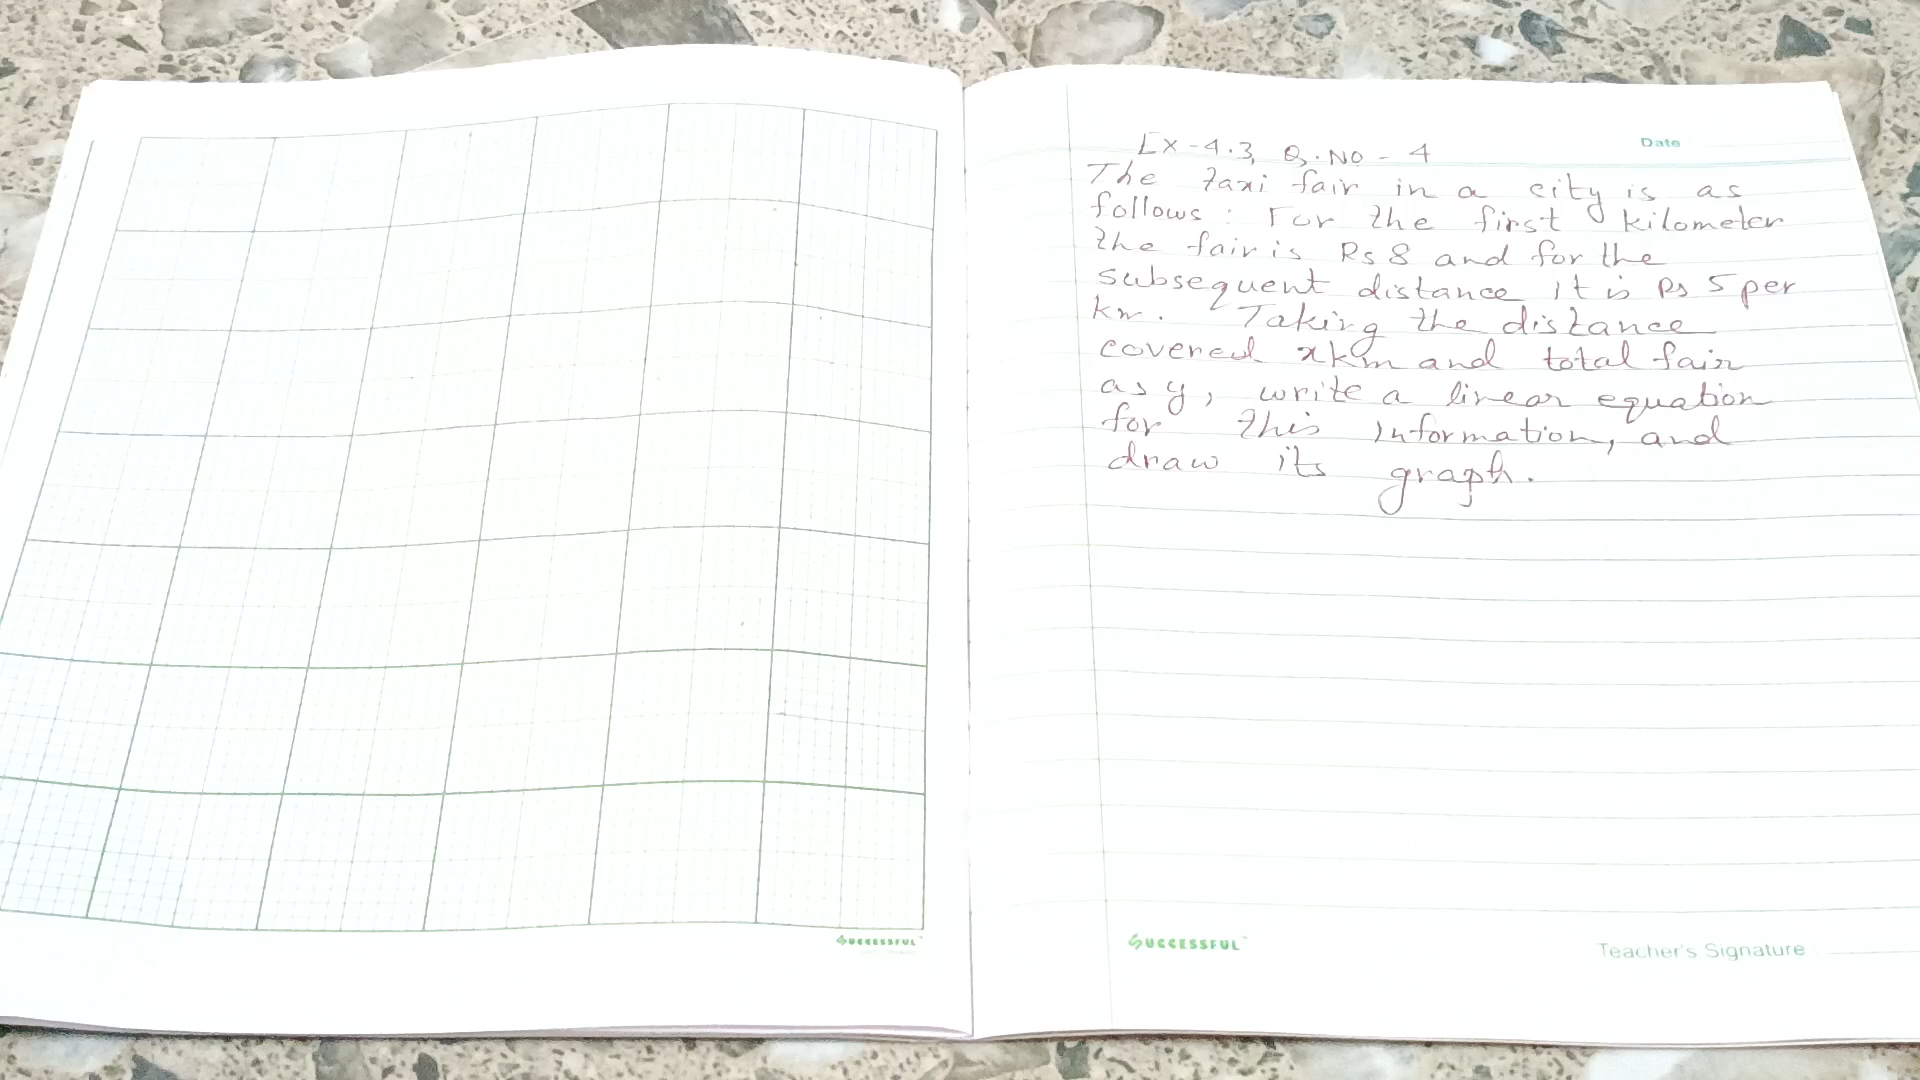 Ex-4.3, Q.No - 4
Date
The taxi fair in a city is as
follows: For the first kilometer
the fair is Rs 8 and for the
subsequent distance it is Rs 5 per
km. Taking the distance
covered xkm and total fair
as y, write a linear equation
for this information, and
draw its graph.
SUCCESSFUL
SUCCESSFUL
Teacher's Signature